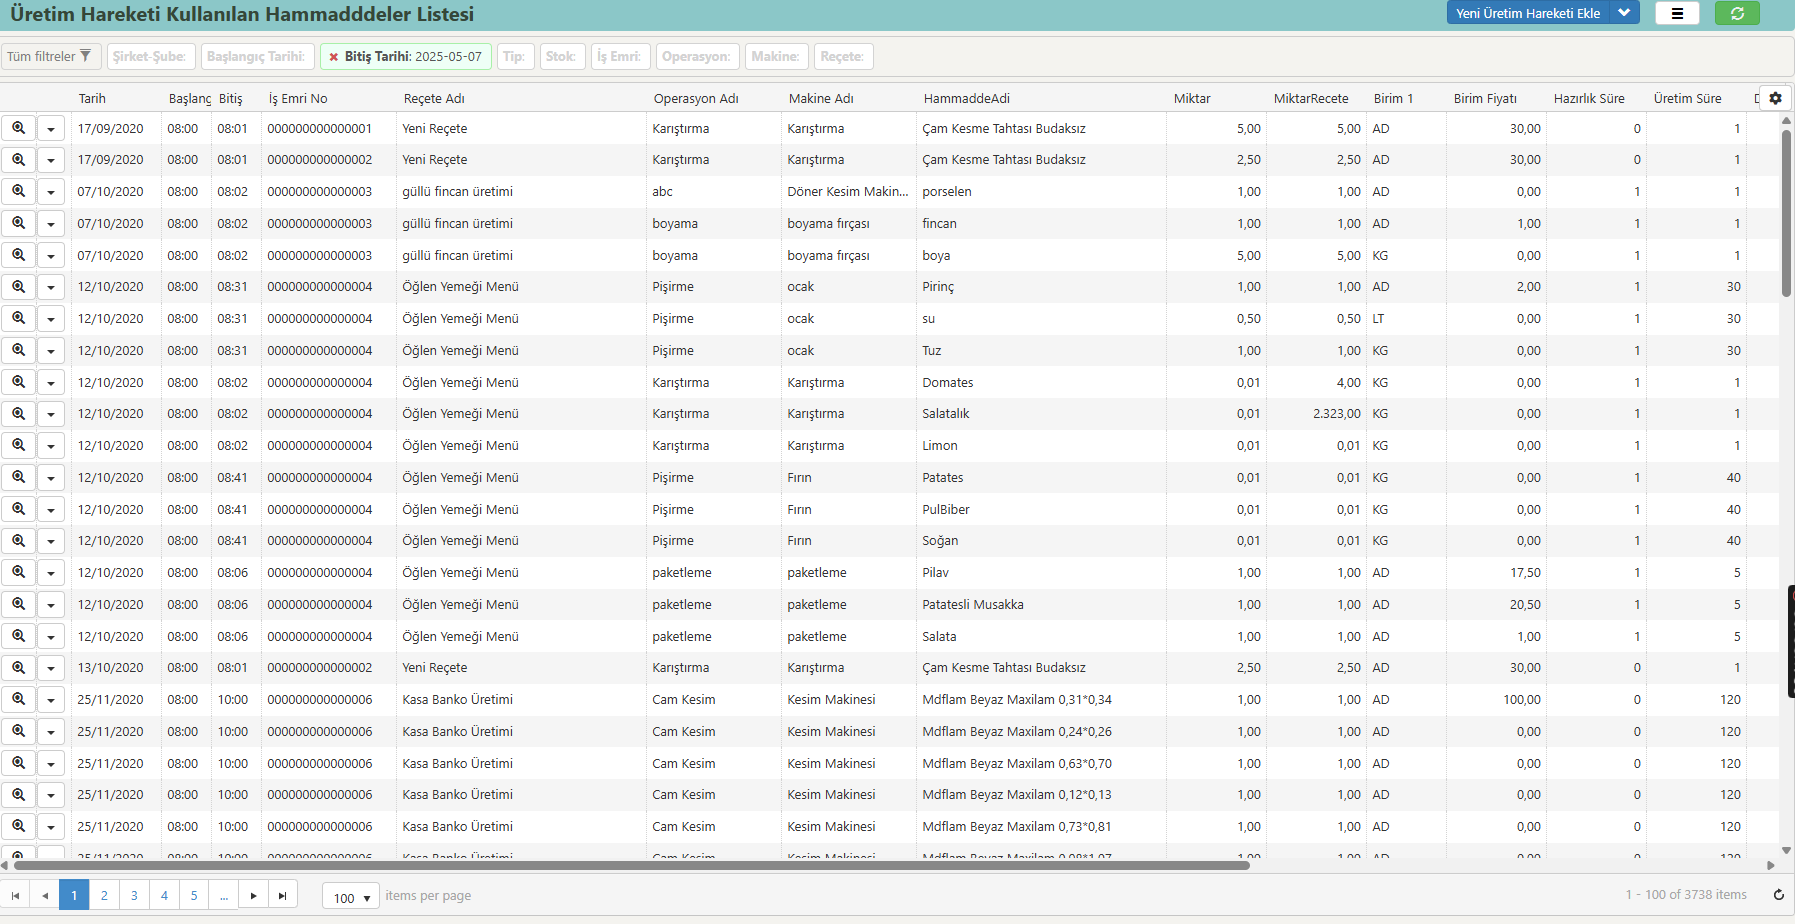 Üretim Hareketi Kullanılan Hammadddeler Listesi
Yeni Üretim Hareketi Ekle
Tüm filtreler Şirket-Şube: Başlangıç Tarihi: Bitiş Tarihi: 2025-05-07 Tip: Stok: İş Emri: Operasyon: Makine: Reçete:
Tarih Başlang Bitiş İş Emri No Reçete Adı Operasyon Adı Makine Adı HammaddeAdi Miktar MiktarRecete Birim 1 Birim Fiyatı Hazırlık Süre Üretim Süre
17/09/2020 08:00 08:01 000000000000001 Yeni Reçete Karıştırma Karıştırma Çam Kesme Tahtası Budaksız 5,00 5,00 AD 30,00 0 1
17/09/2020 08:00 08:01 000000000000002 Yeni Reçete Karıştırma Karıştırma Çam Kesme Tahtası Budaksız 2,50 2,50 AD 30,00 0 1
07/10/2020 08:00 08:02 000000000000003 güllü fincan üretimi abc Döner Kesim Makin... porselen 1,00 1,00 AD 0,00 1 1
07/10/2020 08:00 08:02 000000000000003 güllü fincan üretimi boyama boyama fırçası fincan 1,00 1,00 AD 1,00 1 1
07/10/2020 08:00 08:02 000000000000003 güllü fincan üretimi boyama boyama fırçası boya 5,00 5,00 KG 0,00 1 1
12/10/2020 08:00 08:31 000000000000004 Öğlen Yemeği Menü Pişirme ocak Pirinç 1,00 1,00 AD 2,00 1 30
12/10/2020 08:00 08:31 000000000000004 Öğlen Yemeği Menü Pişirme ocak su 0,50 0,50 LT 0,00 1 30
12/10/2020 08:00 08:31 000000000000004 Öğlen Yemeği Menü Pişirme ocak Tuz 1,00 1,00 KG 0,00 1 30
12/10/2020 08:00 08:02 000000000000004 Öğlen Yemeği Menü Karıştırma Karıştırma Domates 0,01 4,00 KG 0,00 1 1
12/10/2020 08:00 08:02 000000000000004 Öğlen Yemeği Menü Karıştırma Karıştırma Salatalık 0,01 2.323,00 KG 0,00 1 1
12/10/2020 08:00 08:02 000000000000004 Öğlen Yemeği Menü Karıştırma Karıştırma Limon 0,01 0,01 KG 0,00 1 1
12/10/2020 08:00 08:41 000000000000004 Öğlen Yemeği Menü Pişirme Fırın Patates 0,01 0,01 KG 0,00 1 40
12/10/2020 08:00 08:41 000000000000004 Öğlen Yemeği Menü Pişirme Fırın PulBiber 0,01 0,01 KG 0,00 1 40
12/10/2020 08:00 08:41 000000000000004 Öğlen Yemeği Menü Pişirme Fırın Soğan 0,01 0,01 KG 0,00 1 40
12/10/2020 08:00 08:06 000000000000004 Öğlen Yemeği Menü paketleme paketleme Pilav 1,00 1,00 AD 17,50 1 5
12/10/2020 08:00 08:06 000000000000004 Öğlen Yemeği Menü paketleme paketleme Patatesli Musakka 1,00 1,00 AD 20,50 1 5
12/10/2020 08:00 08:06 000000000000004 Öğlen Yemeği Menü paketleme paketleme Salata 1,00 1,00 AD 1,00 1 5
13/10/2020 08:00 08:01 000000000000002 Yeni Reçete Karıştırma Karıştırma Çam Kesme Tahtası Budaksız 2,50 2,50 AD 30,00 0 1
25/11/2020 08:00 10:00 000000000000006 Kasa Banko Üretimi Cam Kesim Kesim Makinesi Mdflam Beyaz Maxilam 0,31*0,34 1,00 1,00 AD 100,00 0 120
25/11/2020 08:00 10:00 000000000000006 Kasa Banko Üretimi Cam Kesim Kesim Makinesi Mdflam Beyaz Maxilam 0,24*0,26 1,00 1,00 AD 0,00 0 120
25/11/2020 08:00 10:00 000000000000006 Kasa Banko Üretimi Cam Kesim Kesim Makinesi Mdflam Beyaz Maxilam 0,63*0,70 1,00 1,00 AD 0,00 0 120
25/11/2020 08:00 10:00 000000000000006 Kasa Banko Üretimi Cam Kesim Kesim Makinesi Mdflam Beyaz Maxilam 0,12*0,13 1,00 1,00 AD 0,00 0 120
25/11/2020 08:00 10:00 000000000000006 Kasa Banko Üretimi Cam Kesim Kesim Makinesi Mdflam Beyaz Maxilam 0,73*0,81 1,00 1,00 AD 0,00 0 120
1 2 3 4 5 ... 100 items per page 1 - 100 of 3738 items